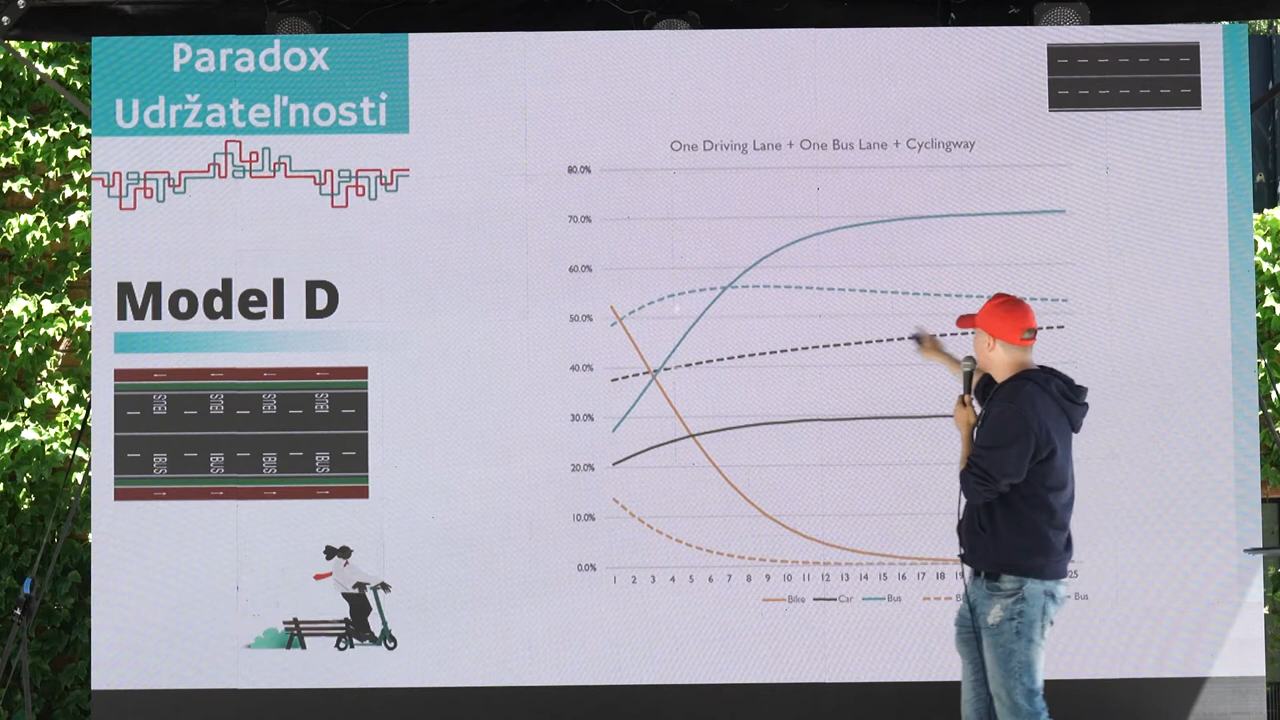 Paradox
Udržateľnosti
Model D
BUS BUS BUS BUS
BUS BUS BUS BUS
One Driving Lane + One Bus Lane + Cyclingway
80.0%
70.0%
60.0%
50.0%
40.0%
30.0%
20.0%
10.0%
0.0%
1 2 3 4 5 6 7 8 9 10 11 12 13 14 15 16 17 18 19 25
Bike Car Bus Bus